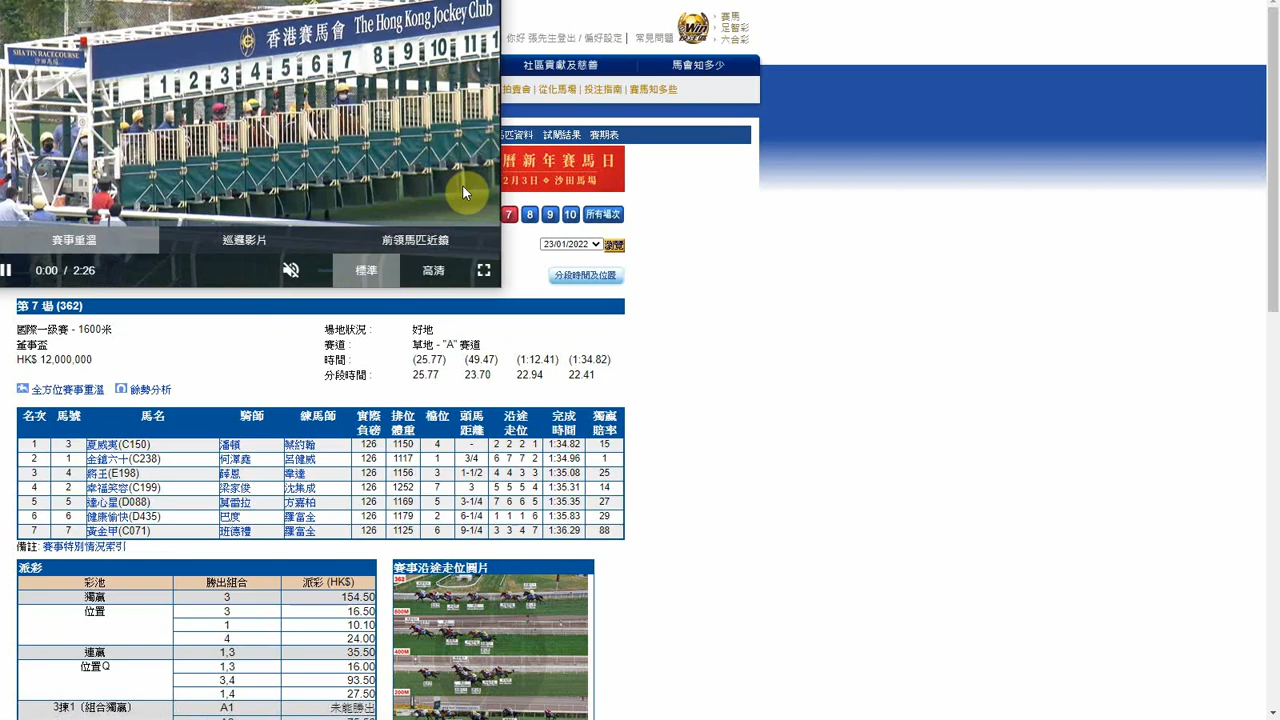 香港賽馬會 The Hong Kong Jockey Club
SHA TIN RACECOURSE
沙田馬場
1 2 3 4 5 6 7 8 9 10 11 1
你好 張先生登出 / 偏好設定 | 常見問題
賽馬
足智彩
六合彩
社區貢獻及慈善 馬會知多少
拍賣會 | 從化馬場 | 投注指南 | 賽馬知多些
匹資料 試閘結果 賽期表
曆新年賽馬日
2月3日 沙田馬場
7 8 9 10 所有場次
賽事重溫 巡邏影片 前領馬匹近鏡
23/01/2022 瀏覽
0:00 / 2:26 標準 高清
分段時間及位置
第 7 場 (362)
國際一級賽 - 1600米 場地狀況 : 好地
董事盃 賽道 : 草地 - "A" 賽道
HK$ 12,000,000 時間 : (25.77) (49.47) (1:12.41) (1:34.82)
分段時間 : 25.77 23.70 22.94 22.41
全方位賽事重溫 餘勢分析
名次 馬號 馬名 騎師 練馬師 實際負磅 排位體重 檔位 頭馬距離 沿途走位 完成時間 獨贏賠率
1 3 夏威夷(C150) 潘頓 蔡約翰 126 1150 4 - 2 2 2 1 1:34.82 15
2 1 金鎗六十(C238) 何澤堯 呂健威 126 1117 1 3/4 6 7 7 2 1:34.96 1
3 4 將王(E198) 薛恩 韋達 126 1156 3 1-1/2 4 4 3 3 1:35.08 25
4 2 幸福笑容(C199) 梁家俊 沈集成 126 1252 7 3 5 5 5 4 1:35.31 14
5 5 達心星(D088) 莫雷拉 方嘉柏 126 1169 5 3-1/4 7 6 6 5 1:35.35 27
6 6 健康愉快(D435) 巴度 羅富全 126 1179 2 6-1/4 1 1 1 6 1:35.83 29
7 7 黃金甲(C071) 班德禮 羅富全 126 1125 6 9-1/4 3 3 4 7 1:36.29 88
備註: 賽事特別情況索引
派彩 賽事沿途走位圖片
彩池 勝出組合 派彩 (HK$)
獨贏 3 154.50
位置 3 16.50
1 10.10
4 24.00
連贏 1,3 35.50
位置Q 1,3 16.00
3,4 93.50
1,4 27.50
3揀1（組合獨贏） A1 未能勝出
362
800M
400M
200M